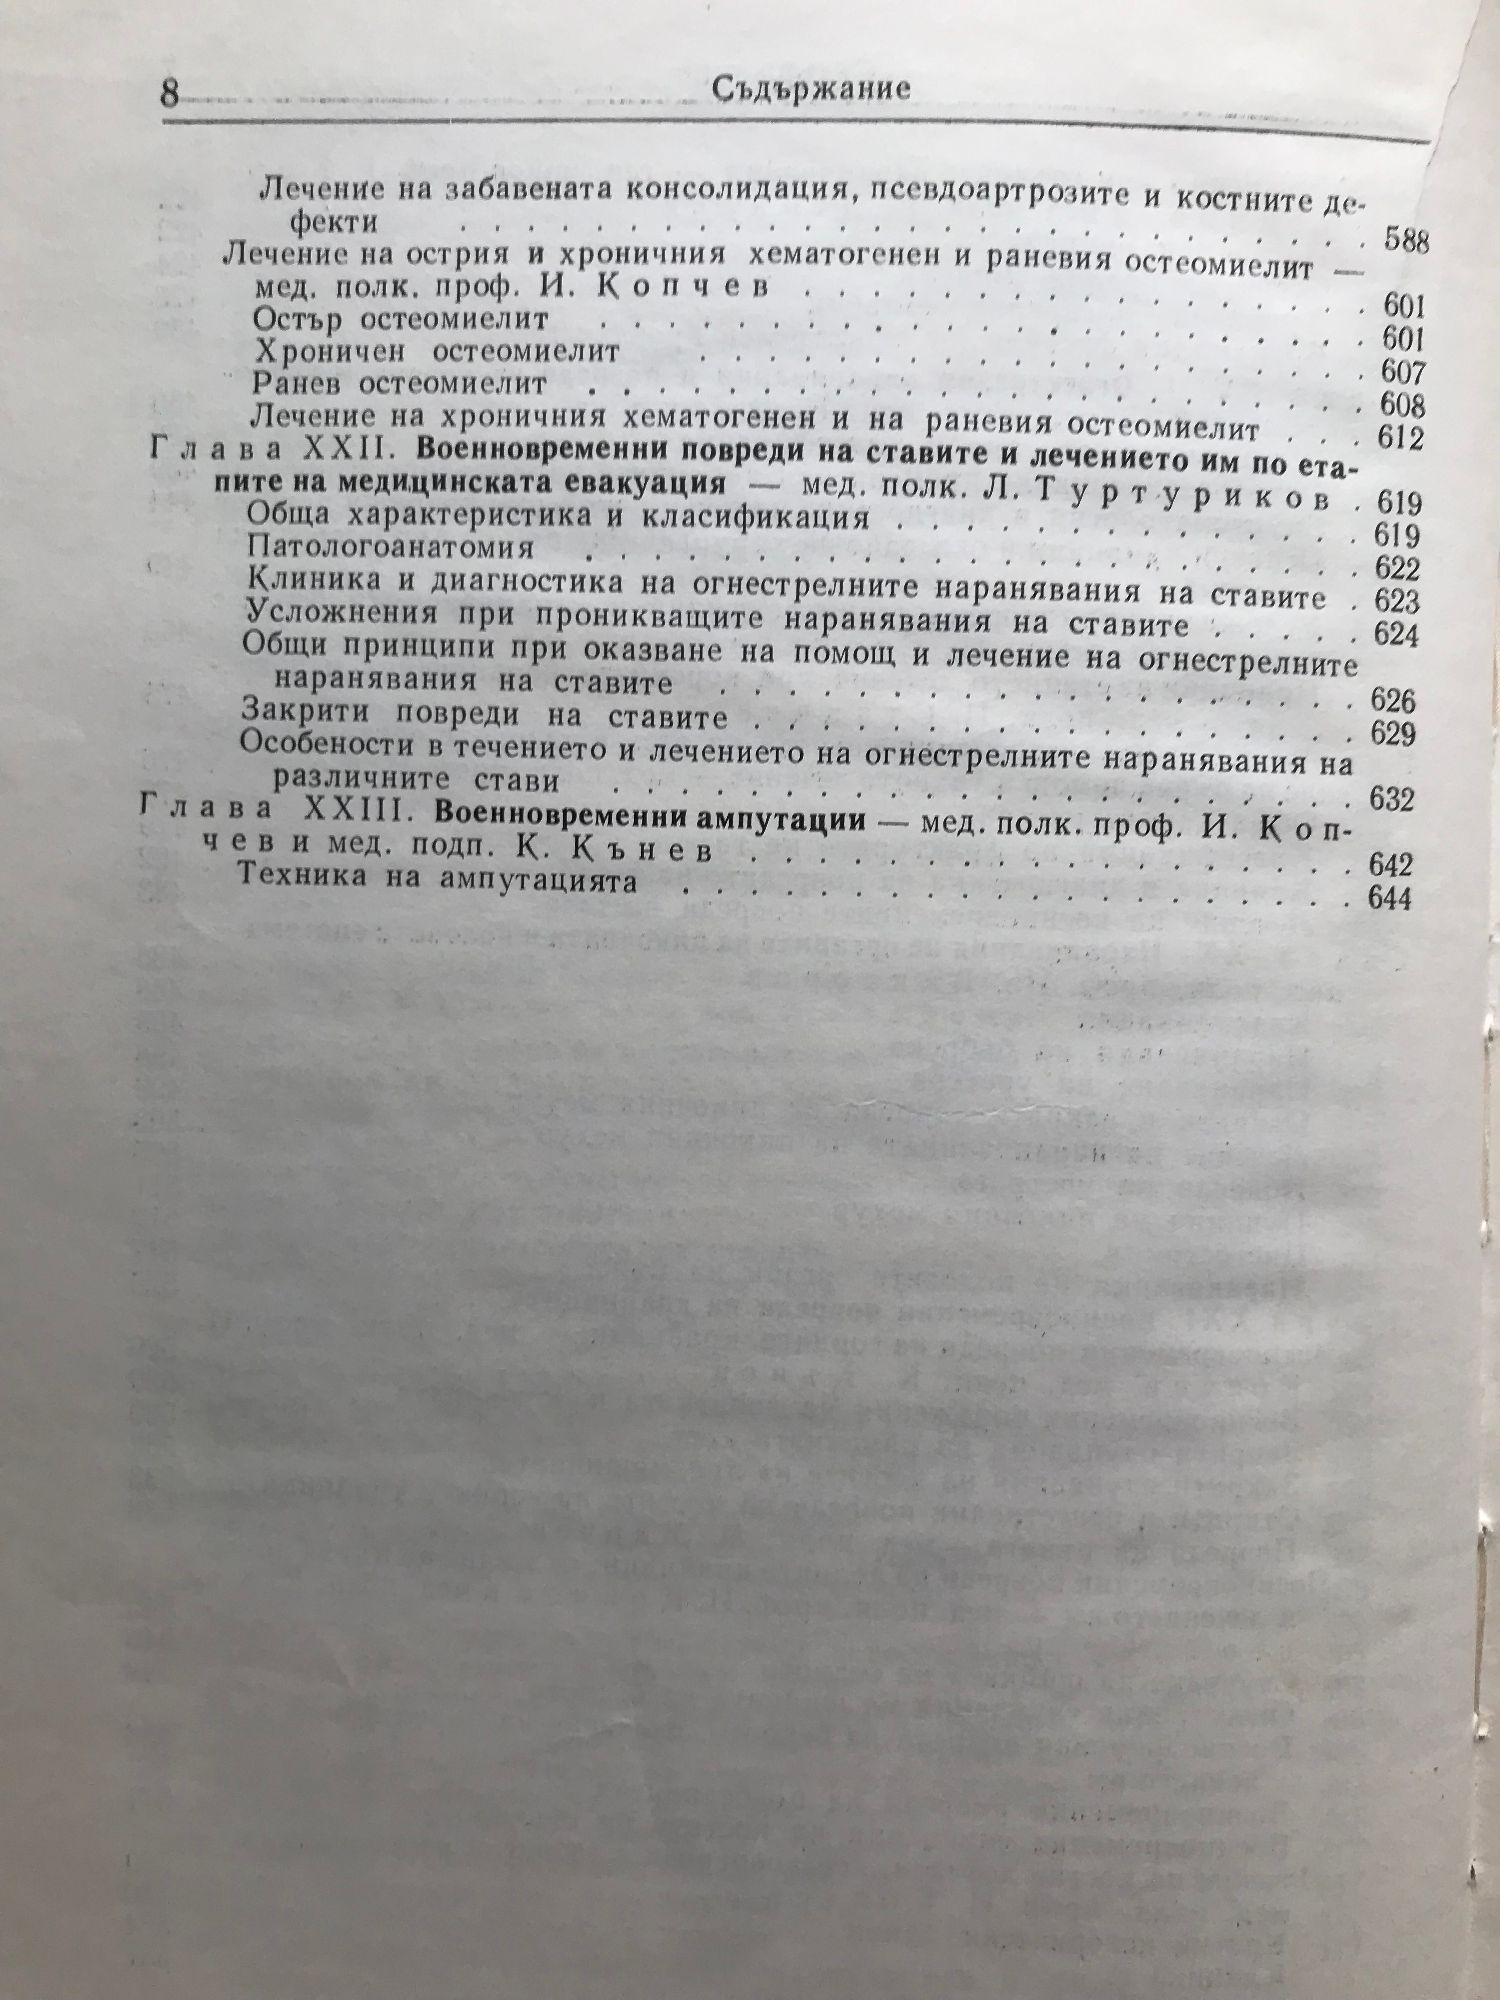 8 Съдържание
Лечение на забавената консолидация, псевдоартрозите и костните де-
фекти . . . . . . . . . . . . . . . . . . . . . . . . . . 588
Лечение на острия и хроничния хематогенен и раневия остеомиелит —
мед. полк. проф. И. Копчев . . . . . . . . . . . . . . . . 601
Остър остеомиелит . . . . . . . . . . . . . . . . . . . . . . 601
Хроничен остеомиелит . . . . . . . . . . . . . . . . . . . . 607
Ранев остеомиелит . . . . . . . . . . . . . . . . . . . . . . 608
Лечение на хроничния хематогенен и на раневия остеомиелит . . . 612
Глава XXII. Военновременни повреди на ставите и лечението им по ета-
пите на медицинската евакуация — мед. полк. Л. Туртуриков . 619
Обща характеристика и класификация . . . . . . . . . . . . . 619
Патологоанатомия . . . . . . . . . . . . . . . . . . . . . . 622
Клиника и диагностика на огнестрелните наранявания на ставите . 623
Усложнения при проникващите наранявания на ставите . . . . . 624
Общи принципи при оказване на помощ и лечение на огнестрелните
наранявания на ставите . . . . . . . . . . . . . . . . . . 626
Закрити повреди на ставите . . . . . . . . . . . . . . . . . 629
Особености в течението и лечението на огнестрелните наранявания на
различните стави . . . . . . . . . . . . . . . . . . . . . 632
Глава XXIII. Военновременни ампутации — мед. полк. проф. И. Коп-
чев и мед. подп. К. Кънев . . . . . . . . . . . . . . . . . 642
Техника на ампутацията . . . . . . . . . . . . . . . . . . . 644